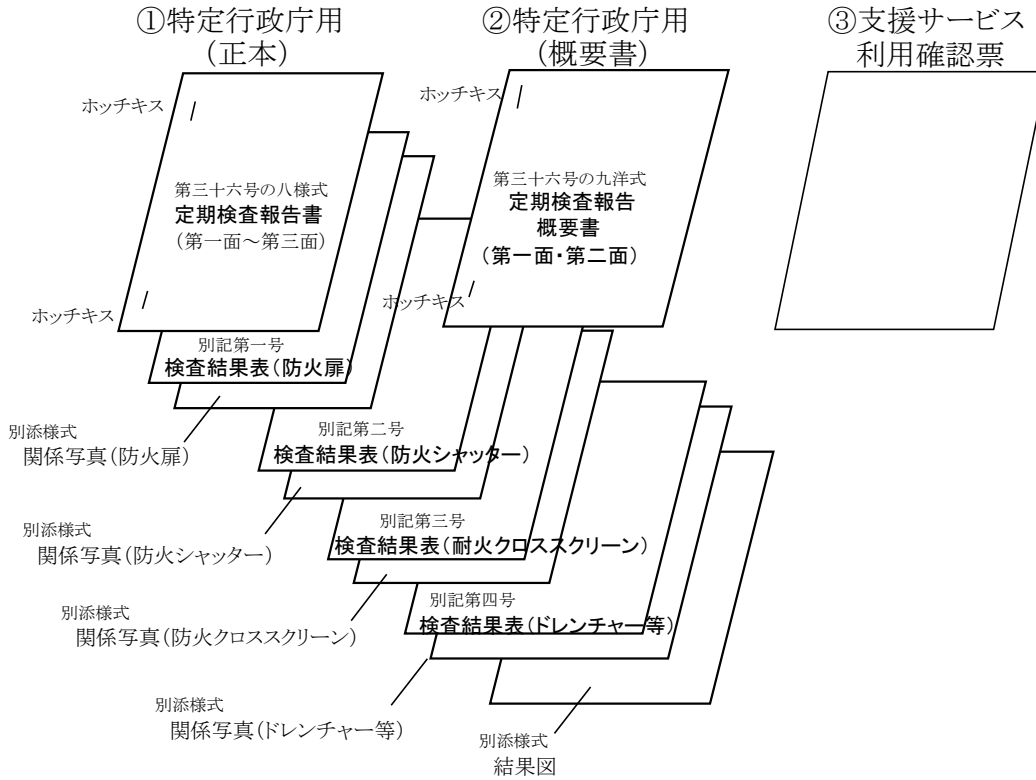 ①特定行政庁用
(正本)
ホッチキス
第三十六号の八様式
定期検査報告書
(第一面～第三面)
ホッチキス
別記第一号
検査結果表(防火扉)
別添様式
関係写真(防火扉)
別記第二号
検査結果表(防火シャッター)
別添様式
関係写真(防火シャッター)
別記第三号
検査結果表(耐火クロススクリーン)
別添様式
関係写真(防火クロススクリーン)
別記第四号
検査結果表(ドレンチャー等)
別添様式
関係写真(ドレンチャー等)
別添様式
結果図
②特定行政庁用
(概要書)
ホッチキス
第三十六号の九洋式
定期検査報告
概要書
(第一面・第二面)
ホッチキス
③支援サービス
利用確認票